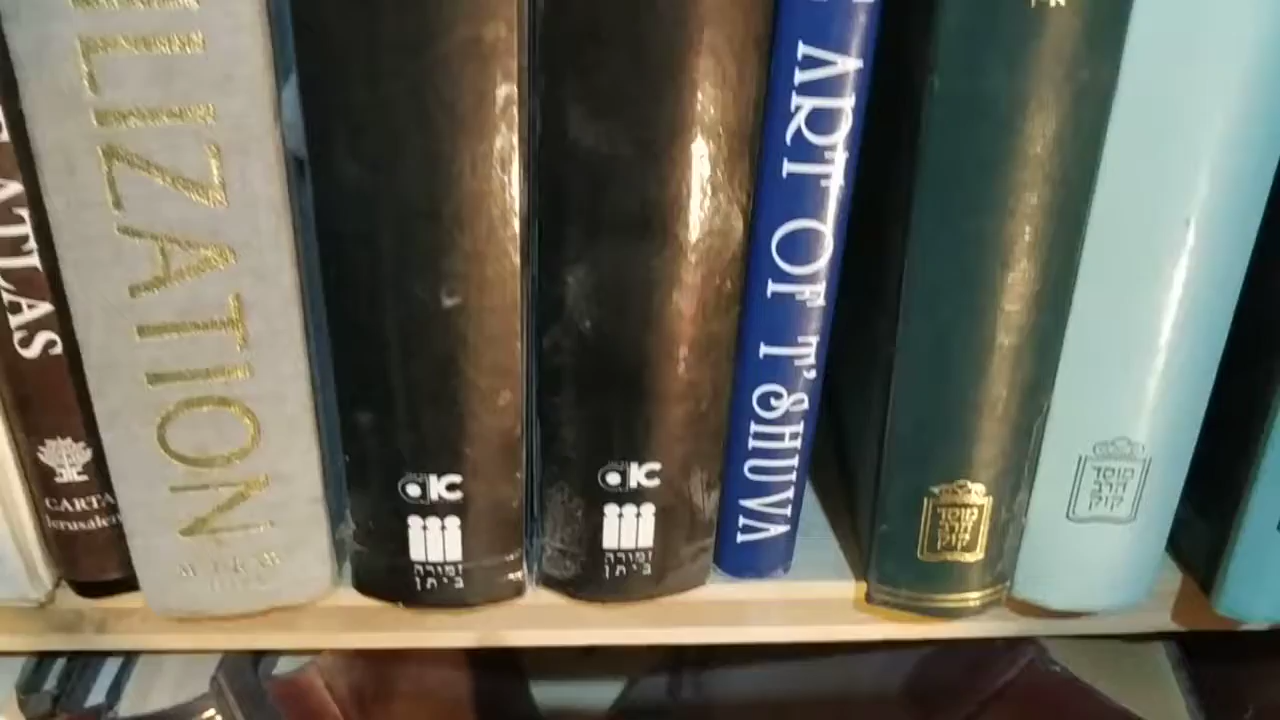 ATLAS
CARTA
Jerusalem
LIZATION
זמורה
ביתן
זמורה
ביתן
ART OF T'SHUVA
מוסד
הרב
קוק
מוסד
הרב
קוק